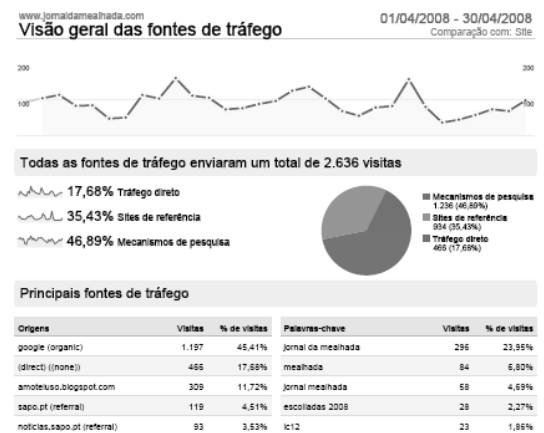 www.jornaldamealhada.com
Visão geral das fontes de tráfego
01/04/2008 - 30/04/2008
Comparação com: Site
200
200
100
100
Todas as fontes de tráfego enviaram um total de 2.636 visitas
17,68% Tráfego direto
35,43% Sites de referência
46,89% Mecanismos de pesquisa
Mecanismos de pesquisa
1.236 (46,89%)
Sites de referência
934 (35,43%)
Tráfego direto
466 (17,68%)
Principais fontes de tráfego
Origens Visitas % de visitas Palavras-chave Visitas % de visitas
google (organic) 1.197 45,41% jornal da mealhada 296 23,95%
(direct) ((none)) 466 17,68% mealhada 84 6,80%
amoteluso.blogspot.com 309 11,72% jornal mealhada 58 4,69%
sapo.pt (referral) 119 4,51% escoliadas 2008 28 2,27%
noticias.sapo.pt (referral) 93 3,53% ic12 23 1,86%